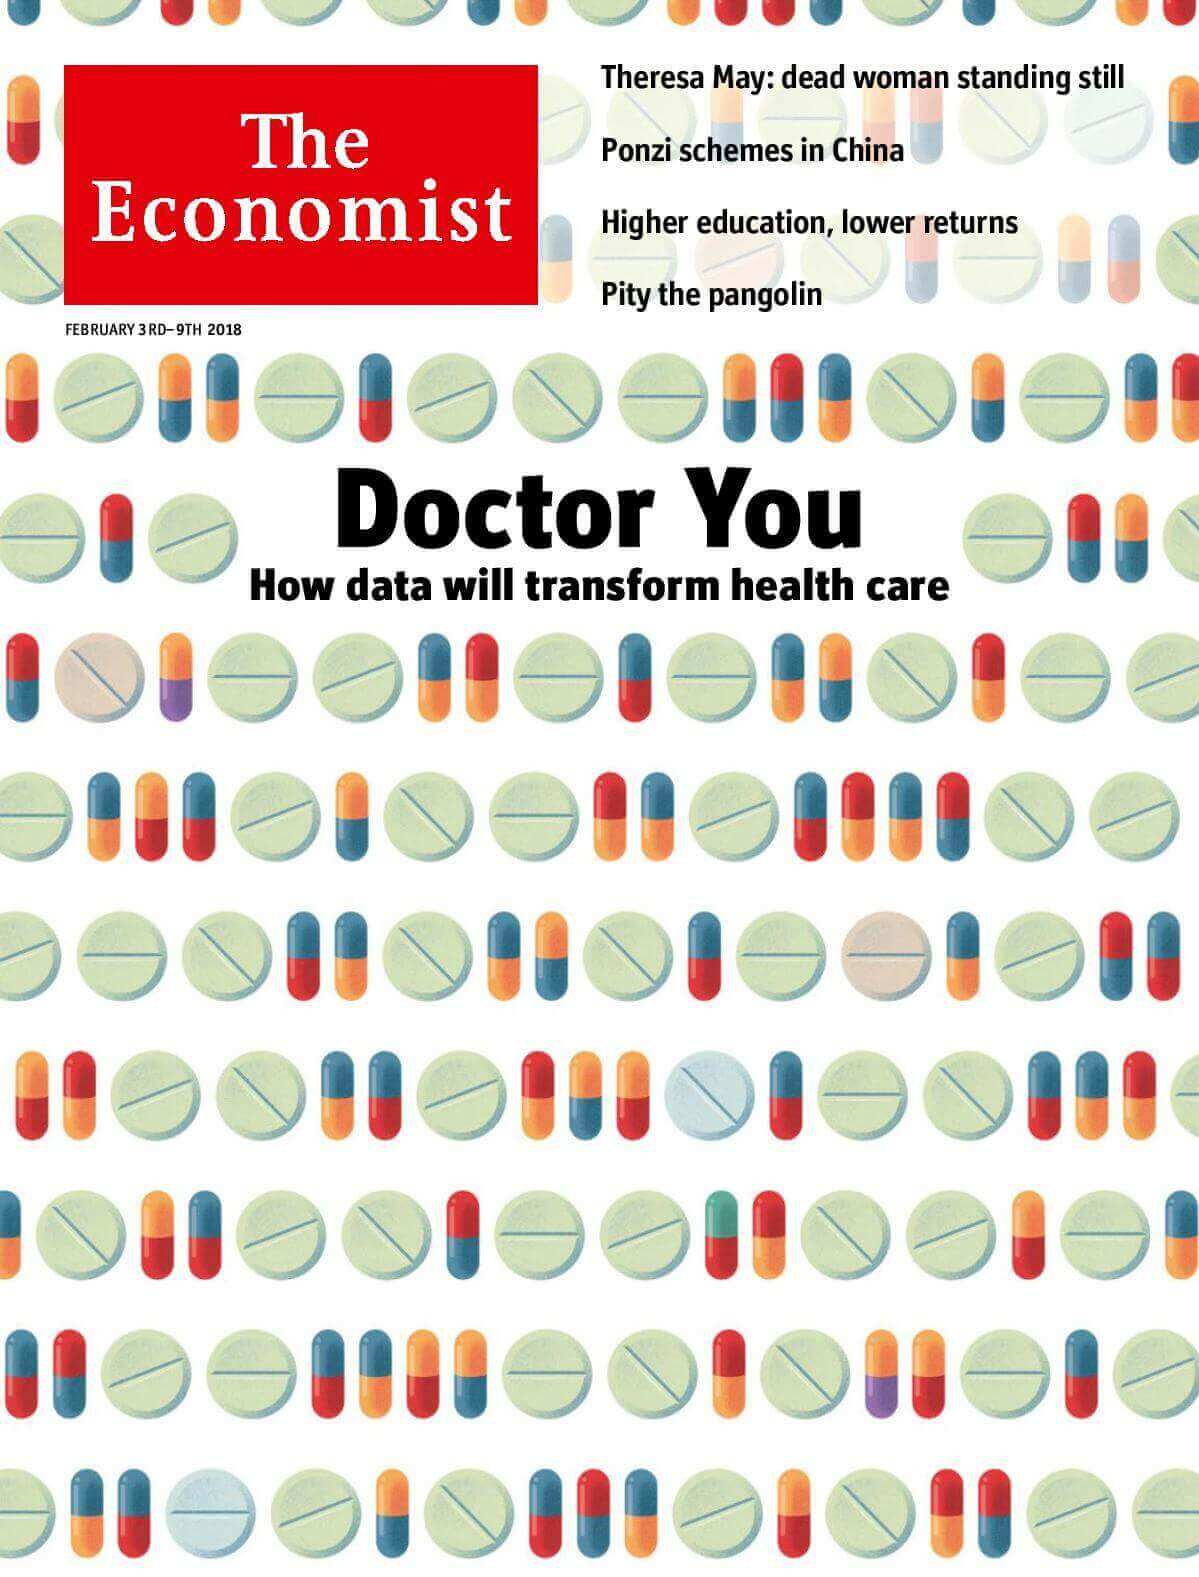 The
Economist
FEBRUARY 3RD–9TH 2018
Theresa May: dead woman standing still
Ponzi schemes in China
Higher education, lower returns
Pity the pangolin
Doctor You
How data will transform health care